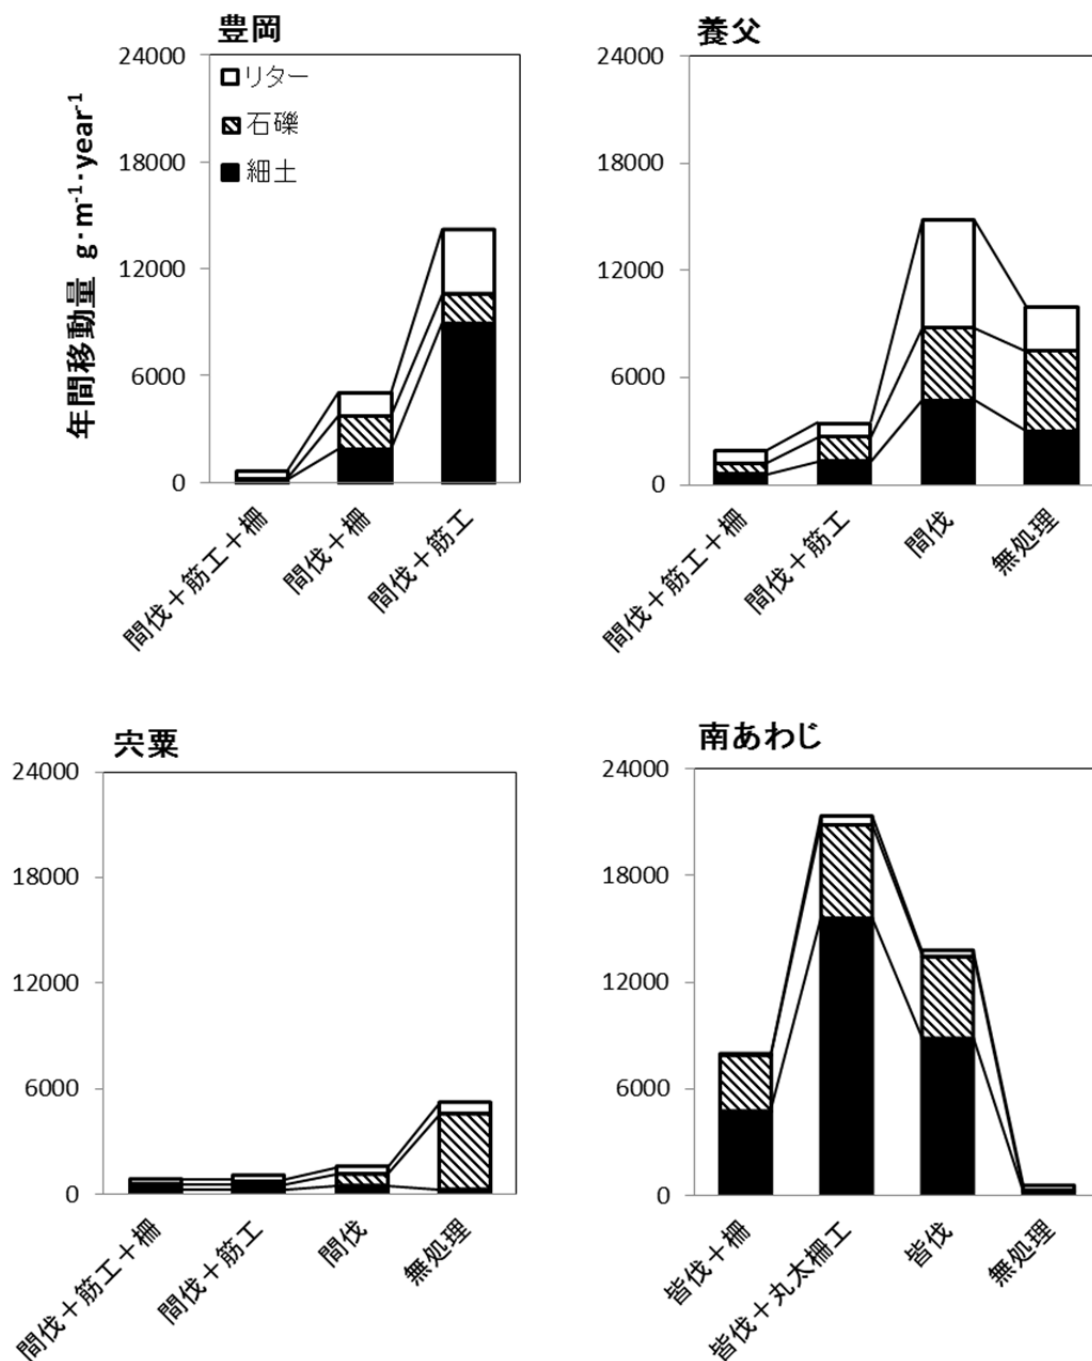 豊岡
24000
18000
12000
6000
0
リター
石礫
細土
年間移動量 g・m⁻¹・year⁻¹
間伐＋筋工＋柵
間伐＋柵
間伐＋筋工
養父
24000
18000
12000
6000
0
間伐＋筋工＋柵
間伐＋筋工
間伐
無処理
宍粟
24000
18000
12000
6000
0
間伐＋筋工＋柵
間伐＋筋工
間伐
無処理
南あわじ
24000
18000
12000
6000
0
皆伐＋柵
皆伐＋丸太柵工
皆伐
無処理